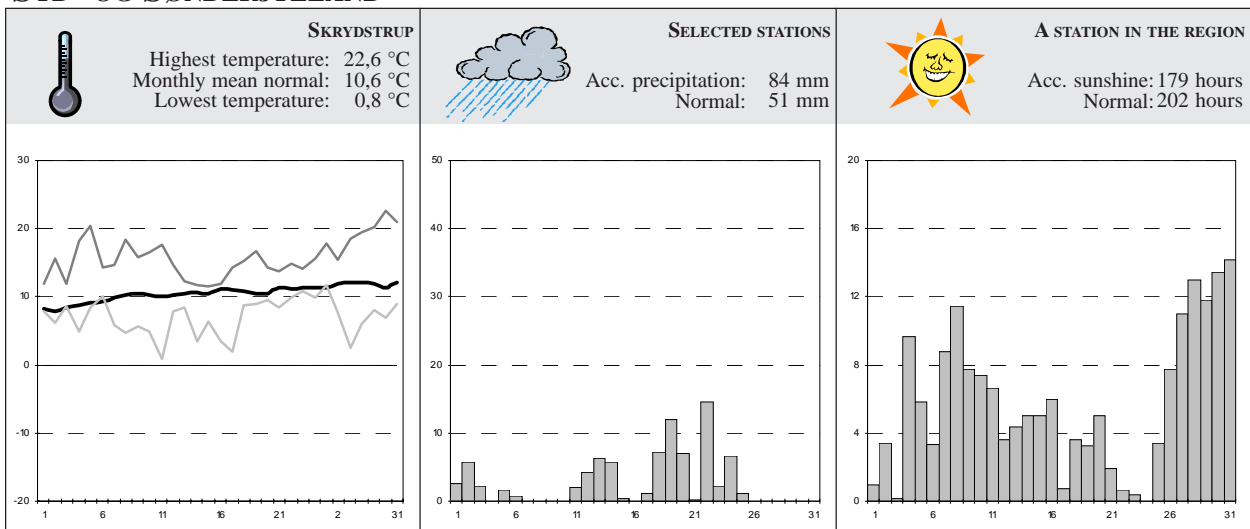 SKRYDSTRUP
Highest temperature: 22,6 °C
Monthly mean normal: 10,6 °C
Lowest temperature: 0,8 °C
30
20
10
0
-10
-20
1 6 11 16 21 2 31
SELECTED STATIONS
Acc. precipitation: 84 mm
Normal: 51 mm
50
40
30
20
10
0
1 6 11 16 21 26 31
A STATION IN THE REGION
Acc. sunshine: 179 hours
Normal: 202 hours
20
16
12
8
4
0
1 6 11 16 21 26 31